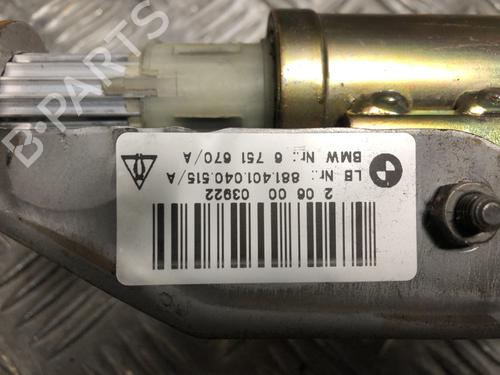 BMW Nr.: 6 751 670/A
LB Nr.: 881.401.040.515/A
2 06 00 03922
B-PARTS